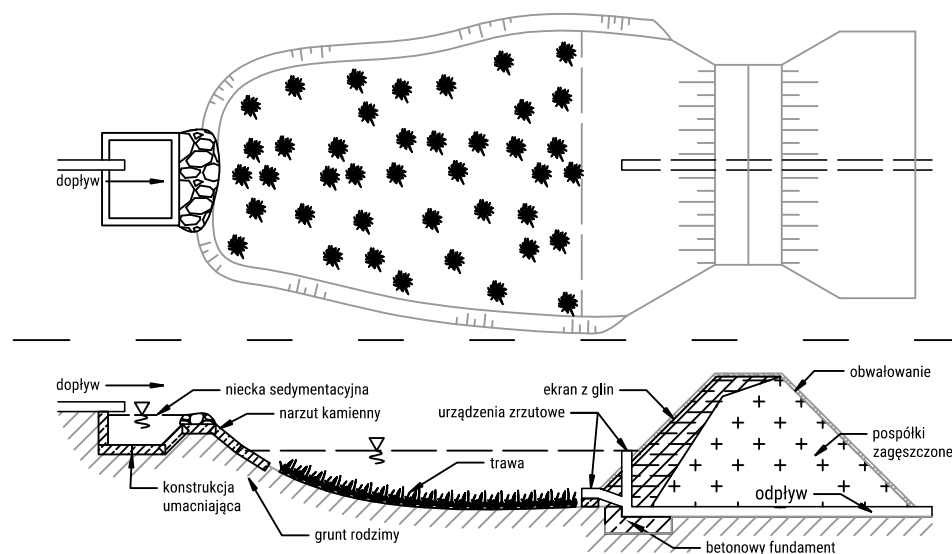 dopływ
dopływ
niecka sedymentacyjna
narzut kamienny
ekran z glin
urządzenia zrzutowe
obwałowanie
pospółki
zagęszczone
trawa
konstrukcja
umacniająca
grunt rodzimy
odpływ
betonowy fundament